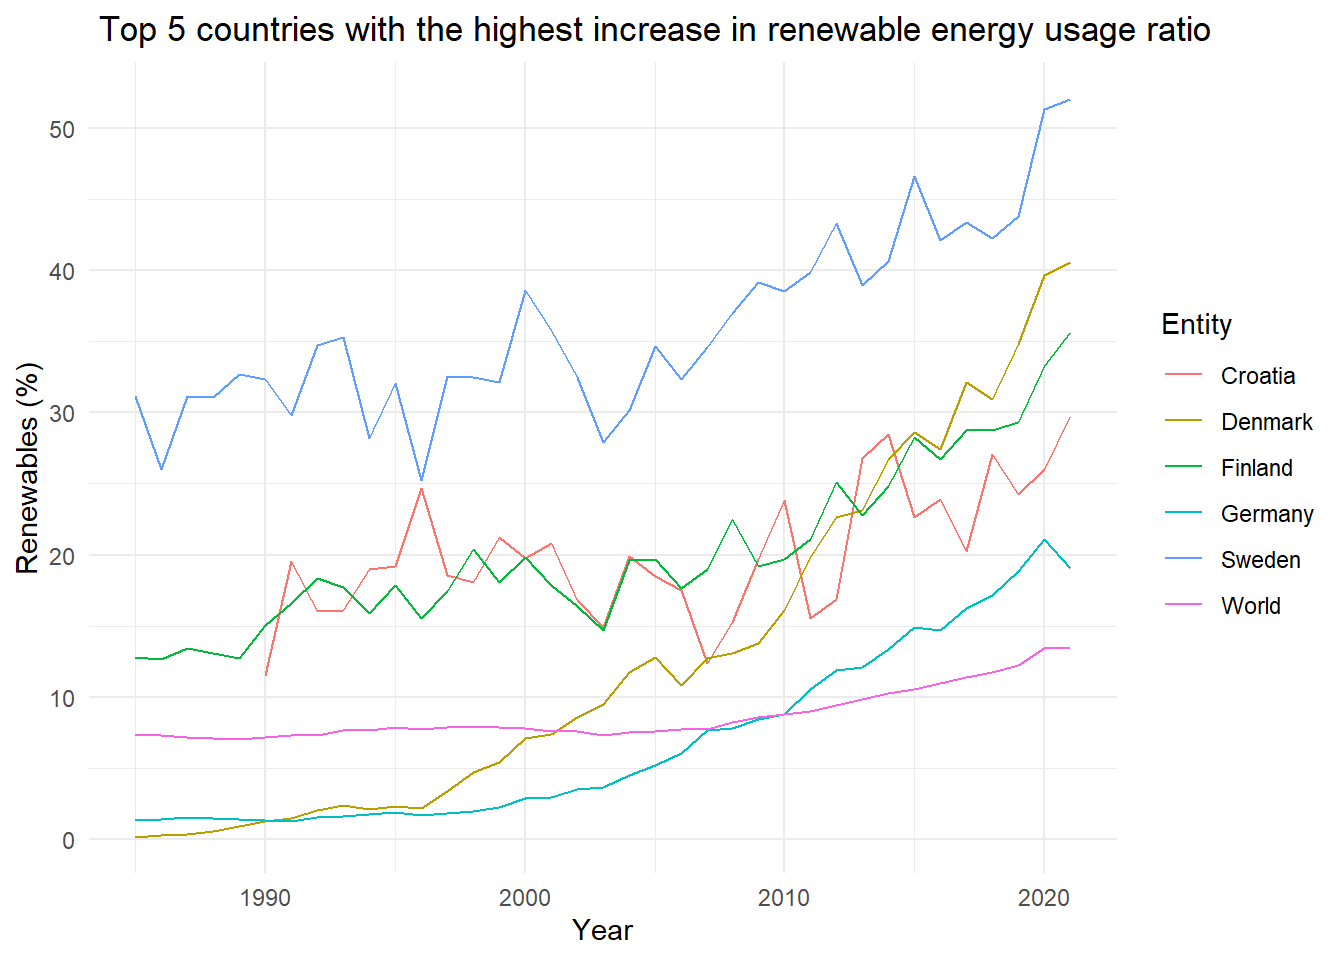 Top 5 countries with the highest increase in renewable energy usage ratio
50
40
30
20
10
0
Renewables (%)
1990
2000
2010
2020
Year
Entity
Croatia
Denmark
Finland
Germany
Sweden
World